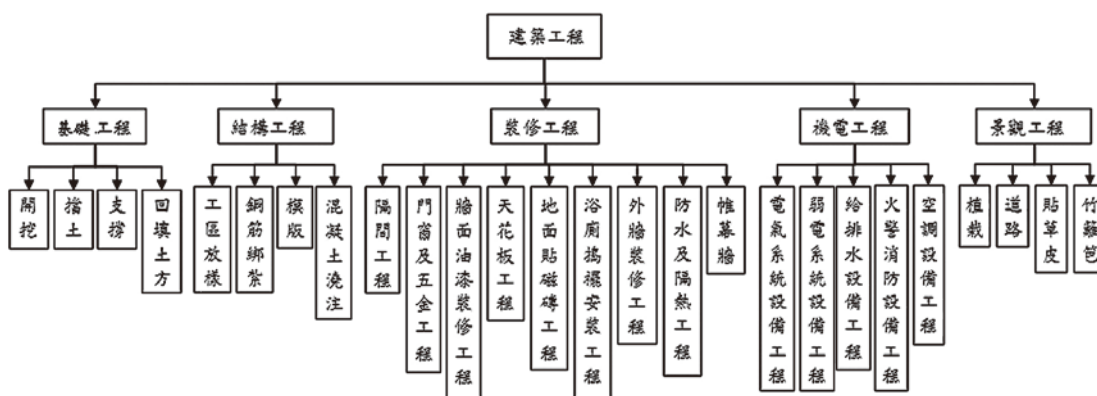 建築工程
基礎工程
結構工程
裝修工程
機電工程
景觀工程
開挖
擋土
支撐
回填土方
工區放樣
鋼筋綁紮
模版
混凝土澆注
隔間工程
門窗及五金工程
牆面油漆裝修工程
天花板工程
地面貼磁磚工程
浴廁搗擺安裝工程
外牆裝修工程
防水及隔熱工程
帷幕牆
電氣系統設備工程
弱電系統設備工程
給排水設備工程
火警消防設備工程
空調設備工程
植栽
道路
貼草皮
竹籬笆